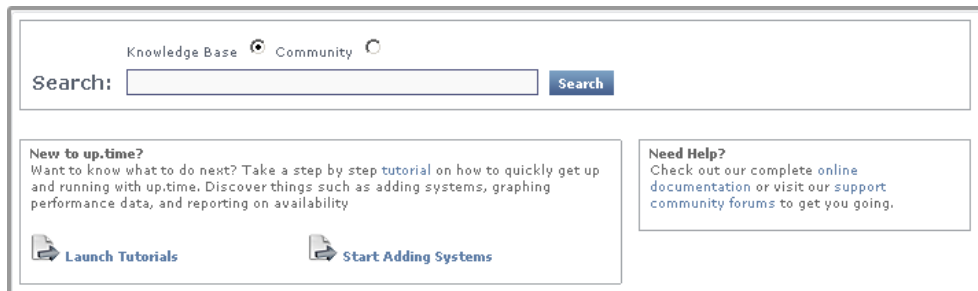 Knowledge Base Community
Search: Search
New to up.time?
Want to know what to do next? Take a step by step tutorial on how to quickly get up
and running with up.time. Discover things such as adding systems, graphing
performance data, and reporting on availability
Launch Tutorials Start Adding Systems
Need Help?
Check out our complete online
documentation or visit our support
community forums to get you going.